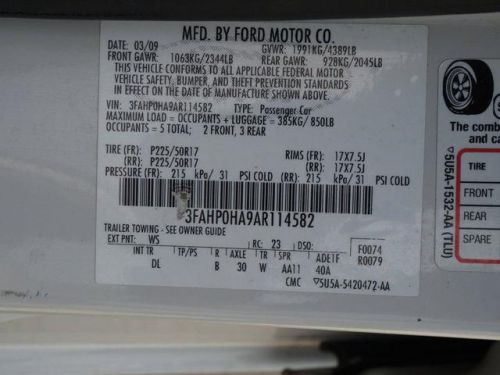 MFD. BY FORD MOTOR CO.
DATE: 03/09 GVWR: 1991KG/4389LB
FRONT GAWR: 1063KG/2344LB REAR GAWR: 928KG/2045LB
THIS VEHICLE CONFORMS TO ALL APPLICABLE FEDERAL MOTOR
VEHICLE SAFETY, BUMPER, AND THEFT PREVENTION STANDARDS
IN EFFECT ON THE DATE OF MANUFACTURE SHOWN ABOVE.
VIN: 3FAHP0HA9AR114582 TYPE: Passenger Car
MAXIMUM LOAD = OCCUPANTS + LUGGAGE = 385KG/ 850LB
OCCUPANTS = 5 TOTAL: 2 FRONT, 3 REAR
TIRE (FR): P225/50R17 RIMS (FR): 17X7.5J
(RR): P225/50R17 (RR): 17X7.5J
PRESSURE (FR): 215 kPa/ 31 PSI COLD (RR): 215 kPa/ 31 PSI COLD
3FAHP0HA9AR114582
TRAILER TOWING - SEE OWNER GUIDE
EXT PNT: WS RC: 23 DSO: F0074
R0079
INT TR TP/PS R AXLE TR SPR ADE1F
DL B 30 W AA11 40A
CMC ▽5U5A-5420472-AA
The comb
and ca
TIRE
FRONT
REAR
SPARE
▽5U5A-1532-AA (TLU)